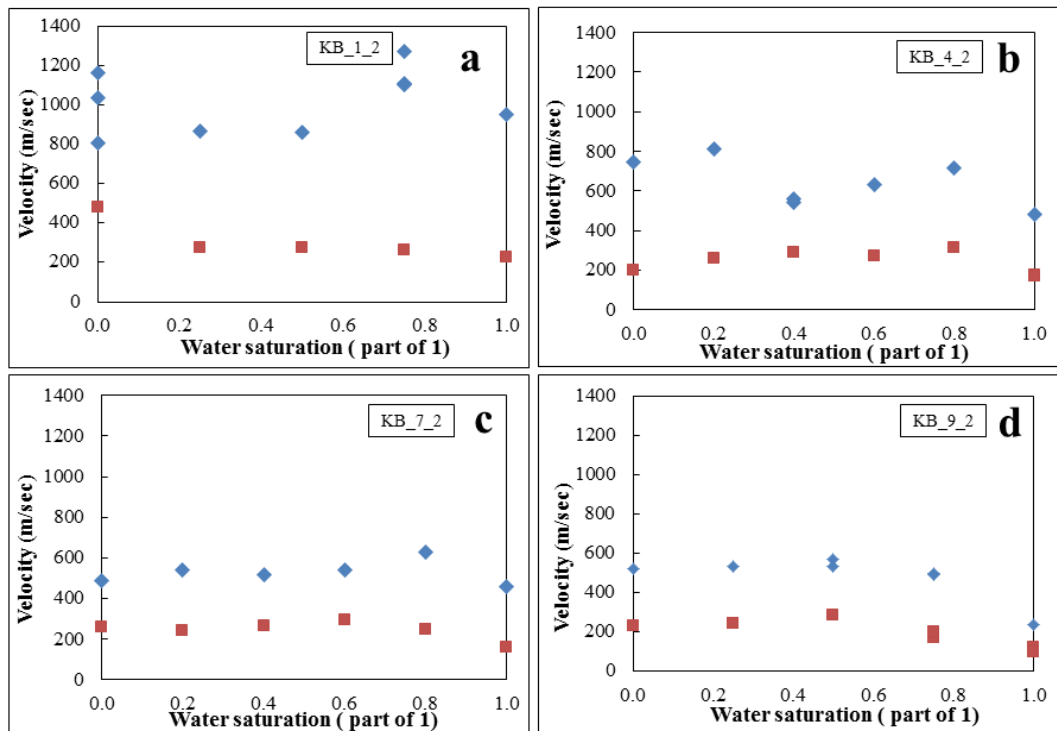 KB_1_2
a
1400
1200
1000
800
600
400
200
0
Velocity (m/sec)
0.0 0.2 0.4 0.6 0.8 1.0
Water saturation ( part of 1)
KB_4_2
b
1400
1200
1000
800
600
400
200
0
Velocity (m/sec)
0.0 0.2 0.4 0.6 0.8 1.0
Water saturation ( part of 1)
KB_7_2
c
1400
1200
1000
800
600
400
200
0
Velocity (m/sec)
0.0 0.2 0.4 0.6 0.8 1.0
Water saturation ( part of 1)
KB_9_2
d
1400
1200
1000
800
600
400
200
0
Velocity (m/sec)
0.0 0.2 0.4 0.6 0.8 1.0
Water saturation ( part of 1)